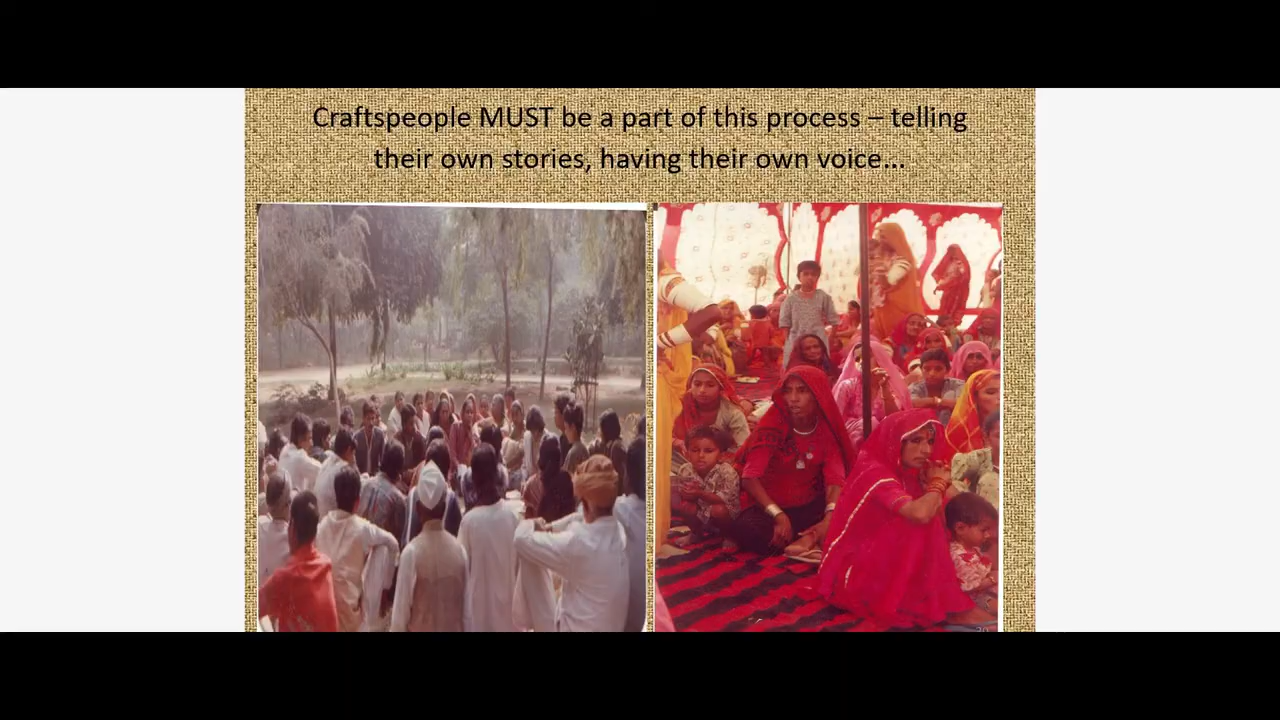 Craftspeople MUST be a part of this process – telling
their own stories, having their own voice...